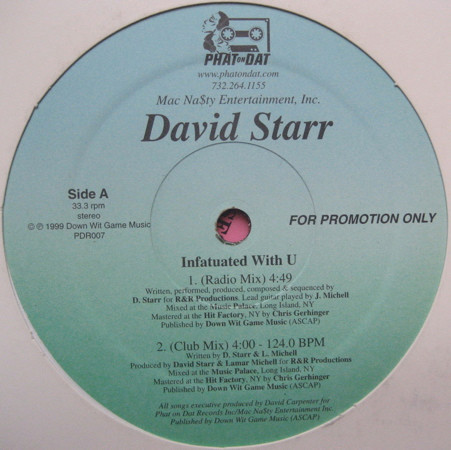 PHAT on DAT
www.phatondat.com
732.264.1155
Mac Na$ty Entertainment, Inc.
David Starr
Side A
33.3 rpm
stereo
© ℗ 1999 Down Wit Game Music
PDR007
FOR PROMOTION ONLY
Infatuated With U
1. (Radio Mix) 4:49
Written, performed, produced, composed & sequenced by
D. Starr for R&R Productions, Lead guitar played by J. Michell
Mixed at the Music Palace, Long Island, NY
Mastered at the Hit Factory, NY by Chris Gerhinger
Published by Down Wit Game Music (ASCAP)
2. (Club Mix) 4:00 - 124.0 BPM
Written by D. Starr & L. Michell
Produced by David Starr & Lamar Michell for R&R Productions
Mixed at the Music Palace, Long Island, NY
Mastered at the Hit Factory, NY by Chris Gerhinger
Published by Down Wit Game Music (ASCAP)
All songs executive produced by David Carpenter for
Phat on Dat Records Inc/Mac Na$ty Entertainment Inc.
Published by Down Wit Game Music (ASCAP)